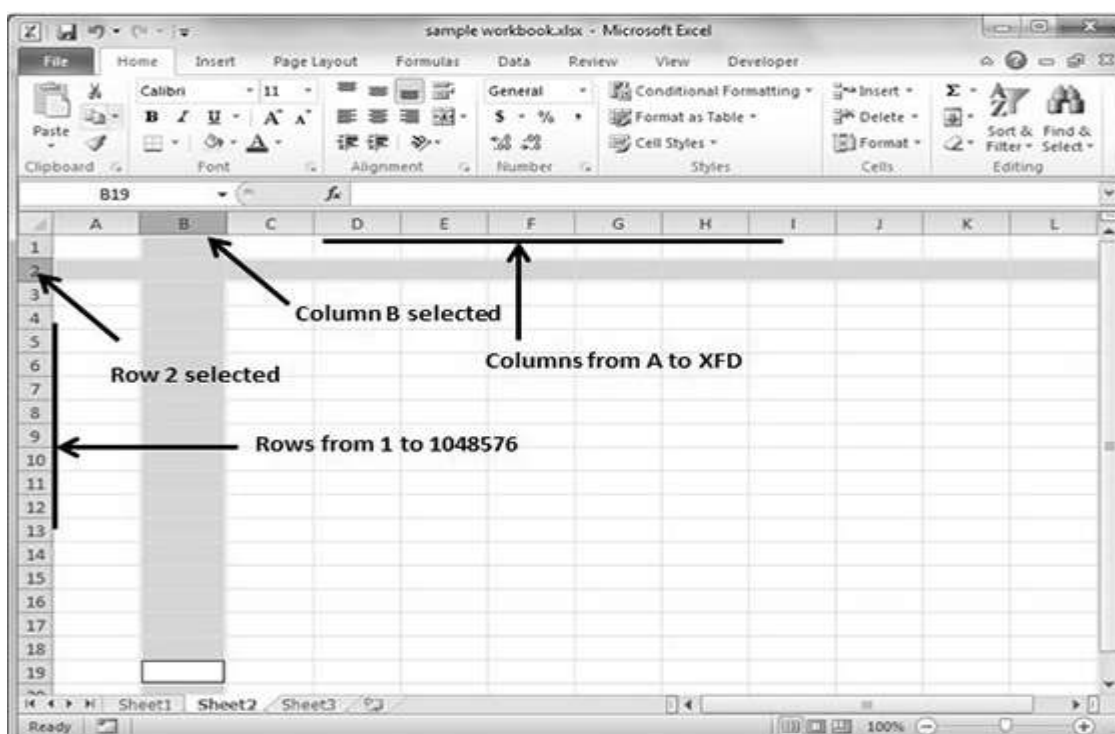 sample workbook.xlsx - Microsoft Excel
File Home Insert Page Layout Formulas Data Review View Developer
Paste
Calibri 11
B I U A A
A
General
$ % ,
Conditional Formatting
Format as Table
Cell Styles
Insert
Delete
Format
Σ
Sort & Filter
Find & Select
Clipboard Font Alignment Number Styles Cells Editing
B19 fx
A B C D E F G H I J K L
1
2
3
Column B selected
4
5
Columns from A to XFD
6
Row 2 selected
7
8
9
Rows from 1 to 1048576
10
11
12
13
14
15
16
17
18
19
Sheet1 Sheet2 Sheet3
Ready 100%